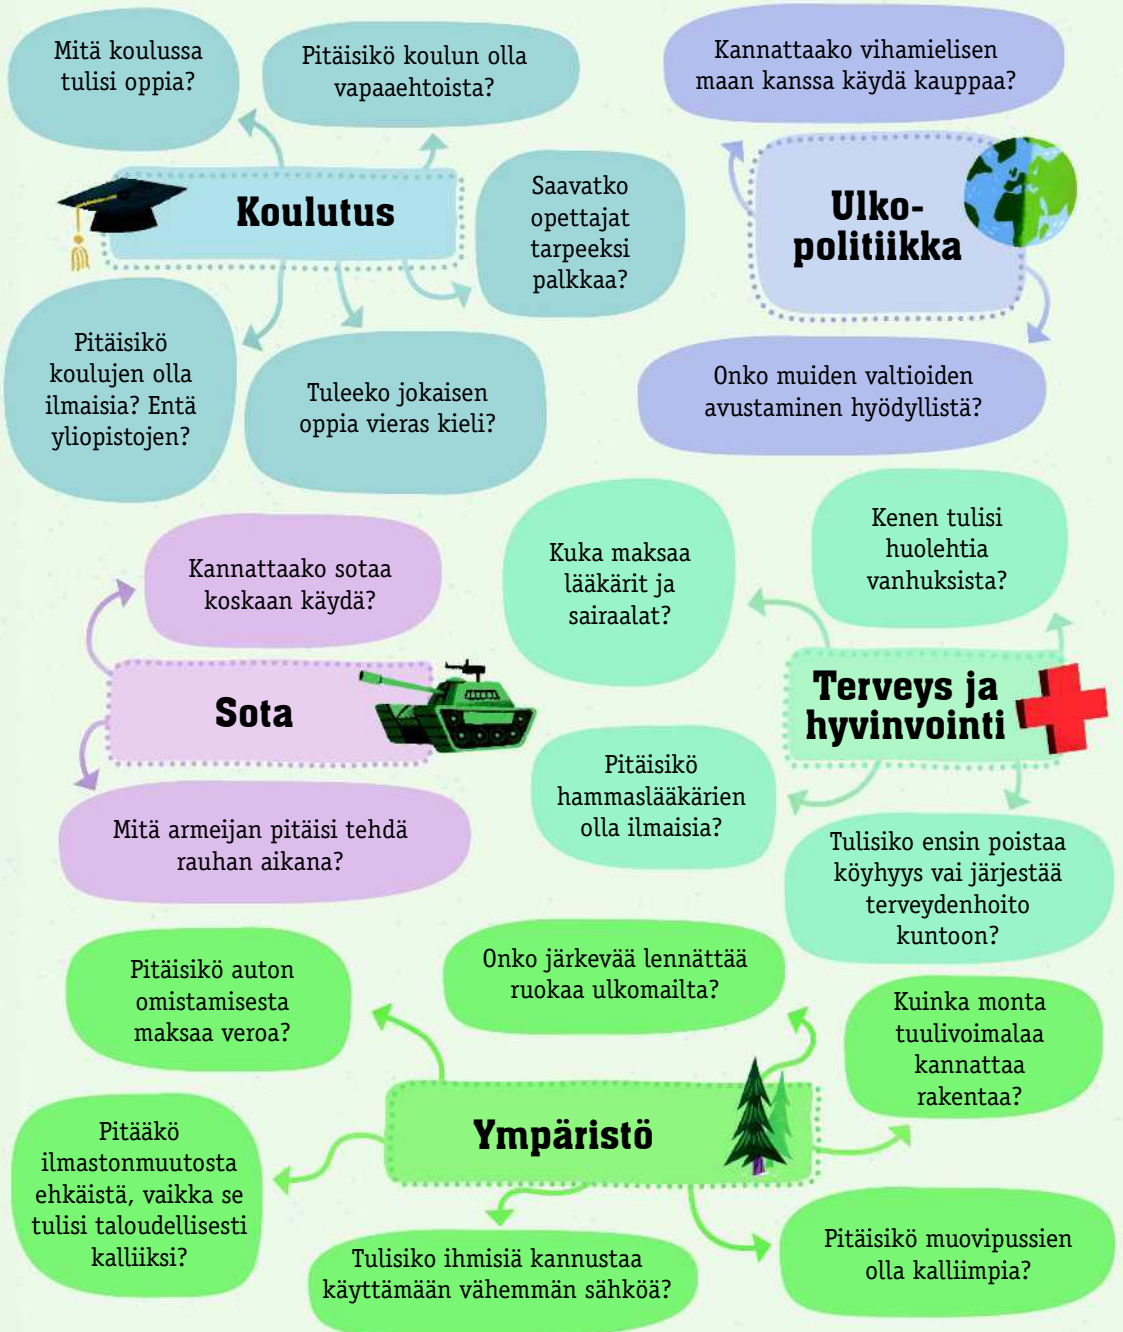 Mitä koulussa
tulisi oppia?
Pitäisikö koulun olla
vapaaehtoista?
Koulutus
Saavatko
opettajat
tarpeeksi
palkkaa?
Pitäisikö
koulujen olla
ilmaisia? Entä
yliopistojen?
Tuleeko jokaisen
oppia vieras kieli?
Kannattaako vihamielisen
maan kanssa käydä kauppaa?
Ulko-
politiikka
Onko muiden valtioiden
avustaminen hyödyllistä?
Kannattaako sotaa
koskaan käydä?
Sota
Mitä armeijan pitäisi tehdä
rauhan aikana?
Kuka maksaa
lääkärit ja
sairaalat?
Kenen tulisi
huolehtia
vanhuksista?
Terveys ja
hyvinvointi
Pitäisikö
hammaslääkärien
olla ilmaisia?
Tulisiko ensin poistaa
köyhyys vai järjestää
terveydenhoito
kuntoon?
Pitäisikö auton
omistamisesta
maksaa veroa?
Onko järkevää lennättää
ruokaa ulkomailta?
Kuinka monta
tuulivoimalaa
kannattaa
rakentaa?
Ympäristö
Pitääkö
ilmastonmuutosta
ehkäistä, vaikka se
tulisi taloudellisesti
kalliiksi?
Tulisiko ihmisiä kannustaa
käyttämään vähemmän sähköä?
Pitäisikö muovipussien
olla kalliimpia?